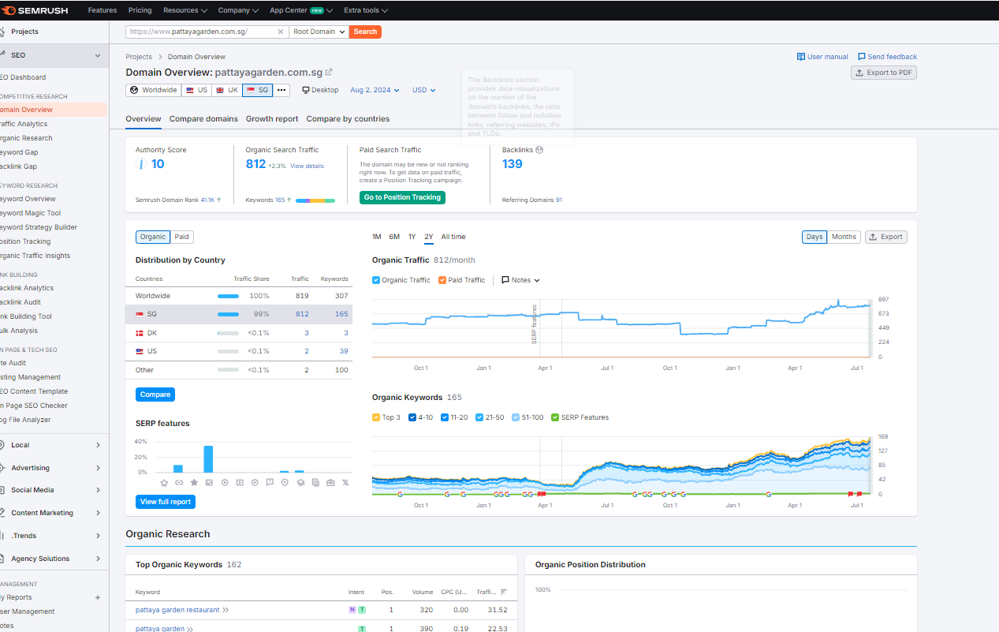 SEMRUSH
Features Pricing Resources Company App Center new Extra tools
Projects
https://www.pattayagarden.com.sg/ Root Domain Search
SEO
Projects Domain Overview User manual Send feedback
Domain Overview: pattayagarden.com.sg Export to PDF
Worldwide US UK SG ••• Desktop Aug 2, 2024 USD
The Backlinks section
provides data-visualizations
on the number of the
domain's backlinks, the ratio
between follow and nofollow
links, referring websites, IPs
and TLDs.
Overview Compare domains Growth report Compare by countries
EO Dashboard
OMPETITIVE RESEARCH
omain Overview
raffic Analytics
rganic Research
eyword Gap
acklink Gap
EYWORD RESEARCH
eyword Overview
eyword Magic Tool
eyword Strategy Builder
osition Tracking
rganic Traffic Insights
NK BUILDING
acklink Analytics
acklink Audit
nk Building Tool
ulk Analysis
N PAGE & TECH SEO
ite Audit
isting Management
EO Content Template
n Page SEO Checker
og File Analyzer
Local
Advertising
Social Media
Content Marketing
.Trends
Agency Solutions
ANAGEMENT
y Reports +
ser Management
otes
Authority Score
10
Semrush Domain Rank 41.1K ↑
Organic Search Traffic
812 +2.3% View details
Keywords 165 ↑
Paid Search Traffic
The domain may be new or not ranking
right now. To get data on paid traffic,
create a Position Tracking campaign.
Go to Position Tracking
Backlinks
139
Referring Domains 91
Organic Paid
Distribution by Country
Countries Traffic Share Traffic Keywords
Worldwide 100% 819 307
SG 99% 812 165
DK <0.1% 3 3
US <0.1% 2 39
Other <0.1% 2 100
Compare
SERP features
40%
20%
0%
View full report
1M 6M 1Y 2Y All time Days Months Export
Organic Traffic 812/month
Organic Traffic Paid Traffic Notes
897
673
449
224
0
SERP features
Oct 1 Jan 1 Apr 1 Jul 1 Oct 1 Jan 1 Apr 1 Jul 1
Organic Keywords 165
Top 3 4-10 11-20 21-50 51-100 SERP Features
169
127
85
42
0
Oct 1 Jan 1 Apr 1 Jul 1 Oct 1 Jan 1 Apr 1 Jul 1
Organic Research
Top Organic Keywords 162
Keyword Intent Pos. Volume CPC (U... Traffi...
pattaya garden restaurant N T 1 320 0.00 31.52
pattaya garden T 1 390 0.19 22.53
Organic Position Distribution
100%